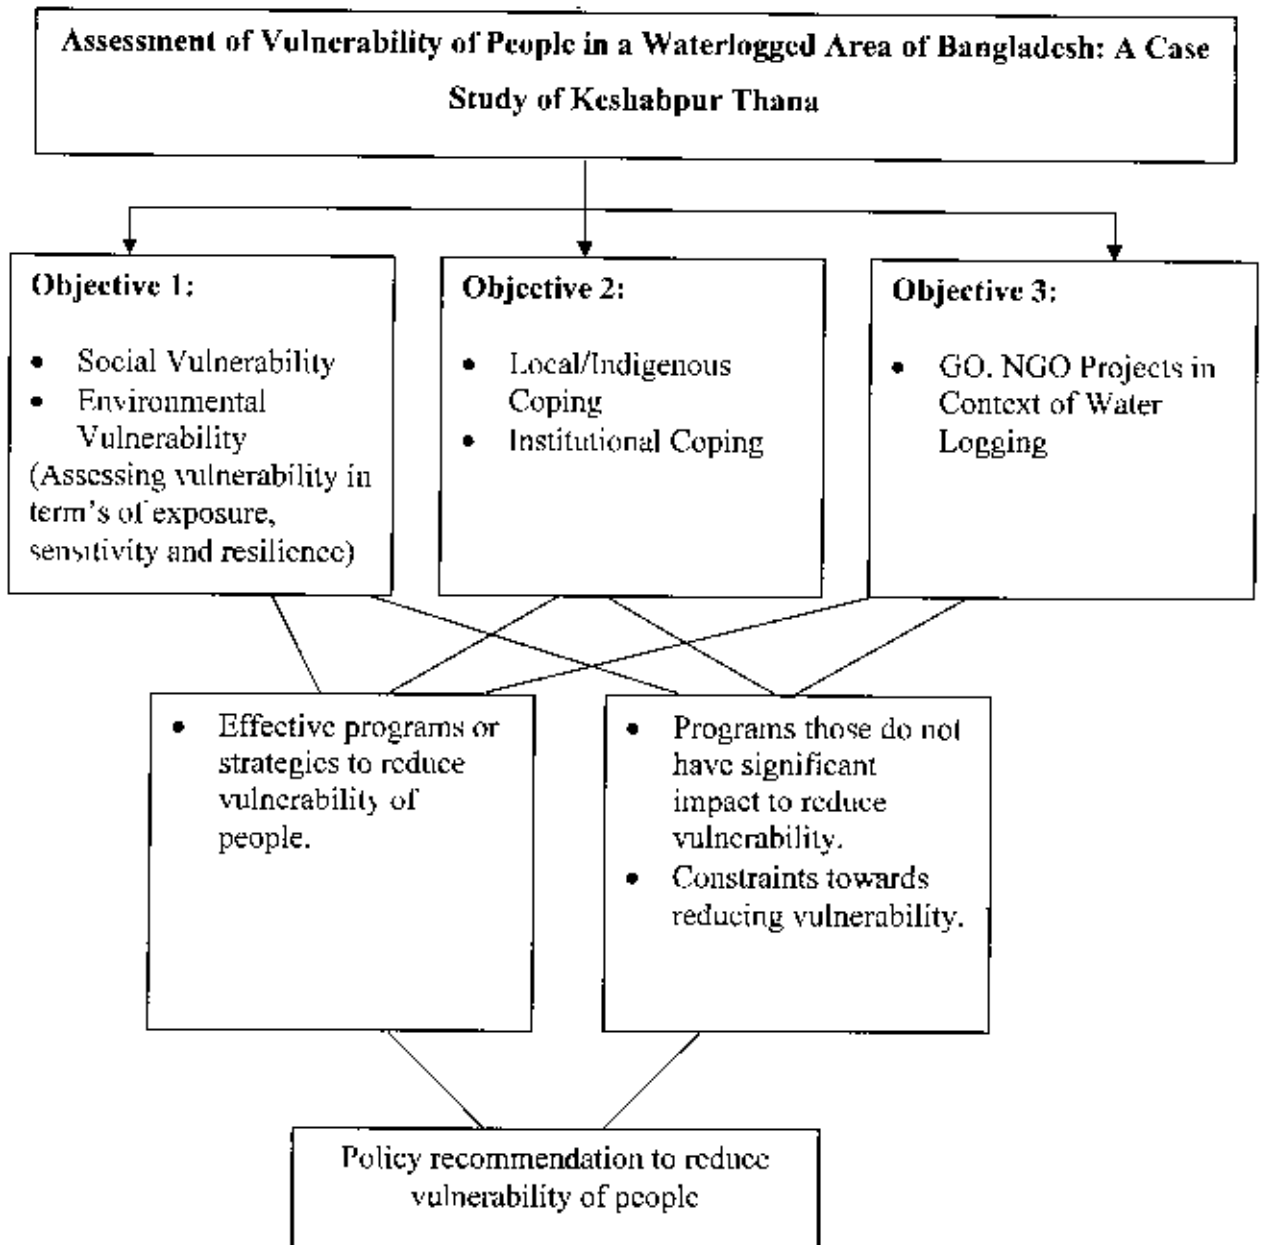 Assessment of Vulnerability of People in a Waterlogged Area of Bangladesh: A Case
Study of Keshabpur Thana
Objective 1:
• Social Vulnerability
• Environmental
Vulnerability
(Assessing vulnerability in
term's of exposure,
sensitivity and resilience)
Objective 2:
• Local/Indigenous
Coping
• Institutional Coping
Objective 3:
• GO. NGO Projects in
Context of Water
Logging
• Effective programs or
strategies to reduce
vulnerability of
people.
• Programs those do not
have significant
impact to reduce
vulnerability.
• Constraints towards
reducing vulnerability.
Policy recommendation to reduce
vulnerability of people